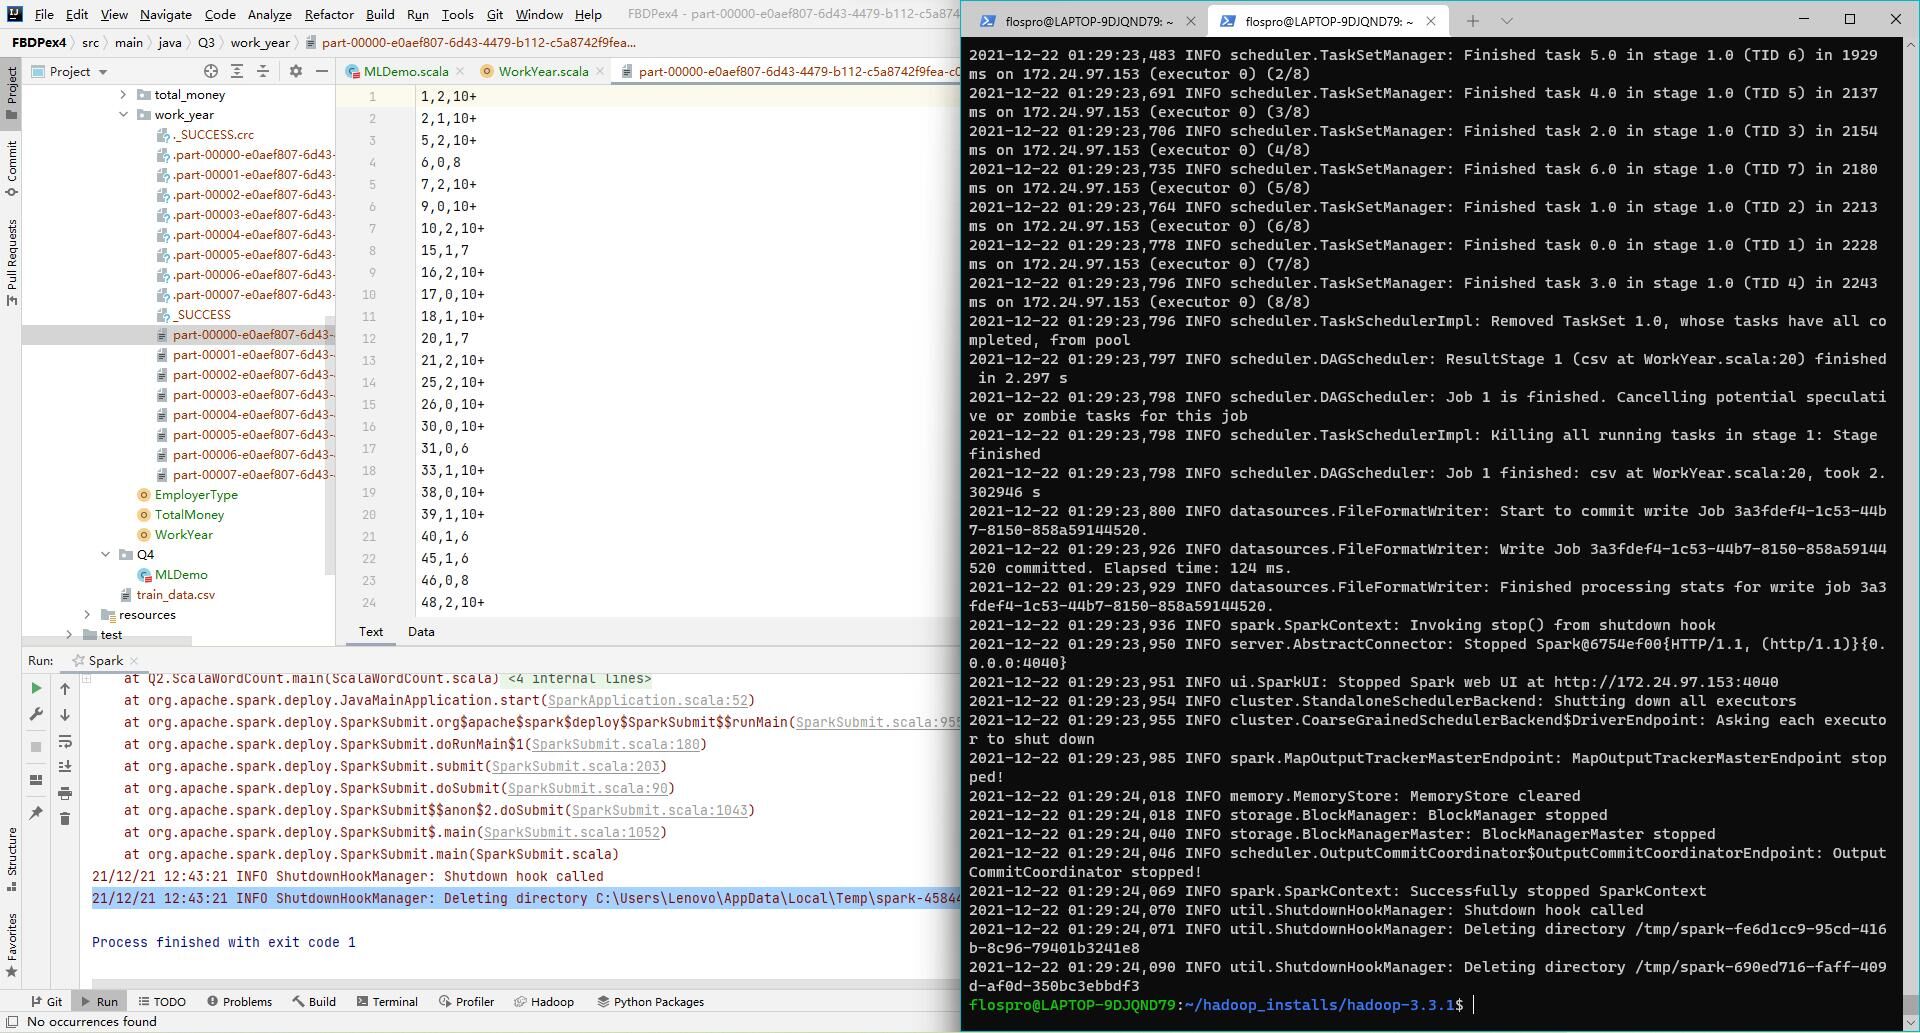 File Edit View Navigate Code Analyze Refactor Build Run Tools Git Window Help FBDPex4 - part-00000-e0aef807-6d43-4479-b112-c5a874
FBDPex4 src main java Q3 work_year part-00000-e0aef807-6d43-4479-b112-c5a8742f9fea...
Project
MLDemo.scala WorkYear.scala part-00000-e0aef807-6d43-4479-b112-c5a8742f9fea-c0
Project
Commit
Pull Requests
Structure
Favorites
total_money
work_year
._SUCCESS.crc
.part-00000-e0aef807-6d43-
.part-00001-e0aef807-6d43-
.part-00002-e0aef807-6d43-
.part-00003-e0aef807-6d43-
.part-00004-e0aef807-6d43-
.part-00005-e0aef807-6d43-
.part-00006-e0aef807-6d43-
.part-00007-e0aef807-6d43-
_SUCCESS
part-00000-e0aef807-6d43-
part-00001-e0aef807-6d43-
part-00002-e0aef807-6d43-
part-00003-e0aef807-6d43-
part-00004-e0aef807-6d43-
part-00005-e0aef807-6d43-
part-00006-e0aef807-6d43-
part-00007-e0aef807-6d43-
EmployerType
TotalMoney
WorkYear
Q4
MLDemo
train_data.csv
resources
test
1 1,2,10+
2 2,1,10+
3 5,2,10+
4 6,0,8
5 7,2,10+
6 9,0,10+
7 10,2,10+
8 15,1,7
9 16,2,10+
10 17,0,10+
11 18,1,10+
12 20,1,7
13 21,2,10+
14 25,2,10+
15 26,0,10+
16 30,0,10+
17 31,0,6
18 33,1,10+
19 38,0,10+
20 39,1,10+
21 40,1,6
22 45,1,6
23 46,0,8
24 48,2,10+
Text Data
Run: Spark
at Q2.ScalaWordCount.main(ScalaWordCount.scala) <4 internal lines>
at org.apache.spark.deploy.JavaMainApplication.start(SparkApplication.scala:52)
at org.apache.spark.deploy.SparkSubmit.org$apache$spark$deploy$SparkSubmit$$runMain(SparkSubmit.scala:955
at org.apache.spark.deploy.SparkSubmit.doRunMain$1(SparkSubmit.scala:180)
at org.apache.spark.deploy.SparkSubmit.submit(SparkSubmit.scala:203)
at org.apache.spark.deploy.SparkSubmit.doSubmit(SparkSubmit.scala:90)
at org.apache.spark.deploy.SparkSubmit$$anon$2.doSubmit(SparkSubmit.scala:1043)
at org.apache.spark.deploy.SparkSubmit$.main(SparkSubmit.scala:1052)
at org.apache.spark.deploy.SparkSubmit.main(SparkSubmit.scala)
21/12/21 12:43:21 INFO ShutdownHookManager: Shutdown hook called
21/12/21 12:43:21 INFO ShutdownHookManager: Deleting directory C:\Users\Lenovo\AppData\Local\Temp\spark-45844
Process finished with exit code 1
Git Run TODO Problems Build Terminal Profiler Hadoop Python Packages
No occurrences found
flospro@LAPTOP-9DJQND79: ~ flospro@LAPTOP-9DJQND79: ~
2021-12-22 01:29:23,483 INFO scheduler.TaskSetManager: Finished task 5.0 in stage 1.0 (TID 6) in 1929
ms on 172.24.97.153 (executor 0) (2/8)
2021-12-22 01:29:23,691 INFO scheduler.TaskSetManager: Finished task 4.0 in stage 1.0 (TID 5) in 2137
ms on 172.24.97.153 (executor 0) (3/8)
2021-12-22 01:29:23,706 INFO scheduler.TaskSetManager: Finished task 2.0 in stage 1.0 (TID 3) in 2154
ms on 172.24.97.153 (executor 0) (4/8)
2021-12-22 01:29:23,735 INFO scheduler.TaskSetManager: Finished task 6.0 in stage 1.0 (TID 7) in 2180
ms on 172.24.97.153 (executor 0) (5/8)
2021-12-22 01:29:23,764 INFO scheduler.TaskSetManager: Finished task 1.0 in stage 1.0 (TID 2) in 2213
ms on 172.24.97.153 (executor 0) (6/8)
2021-12-22 01:29:23,778 INFO scheduler.TaskSetManager: Finished task 0.0 in stage 1.0 (TID 1) in 2228
ms on 172.24.97.153 (executor 0) (7/8)
2021-12-22 01:29:23,796 INFO scheduler.TaskSetManager: Finished task 3.0 in stage 1.0 (TID 4) in 2243
ms on 172.24.97.153 (executor 0) (8/8)
2021-12-22 01:29:23,796 INFO scheduler.TaskSchedulerImpl: Removed TaskSet 1.0, whose tasks have all co
mpleted, from pool
2021-12-22 01:29:23,797 INFO scheduler.DAGScheduler: ResultStage 1 (csv at WorkYear.scala:20) finished
in 2.297 s
2021-12-22 01:29:23,798 INFO scheduler.DAGScheduler: Job 1 is finished. Cancelling potential speculati
ve or zombie tasks for this job
2021-12-22 01:29:23,798 INFO scheduler.TaskSchedulerImpl: Killing all running tasks in stage 1: Stage
finished
2021-12-22 01:29:23,798 INFO scheduler.DAGScheduler: Job 1 finished: csv at WorkYear.scala:20, took 2.
302946 s
2021-12-22 01:29:23,800 INFO datasources.FileFormatWriter: Start to commit write Job 3a3fdef4-1c53-44b
7-8150-858a59144520.
2021-12-22 01:29:23,926 INFO datasources.FileFormatWriter: Write Job 3a3fdef4-1c53-44b7-8150-858a59144
520 committed. Elapsed time: 124 ms.
2021-12-22 01:29:23,929 INFO datasources.FileFormatWriter: Finished processing stats for write job 3a3
fdef4-1c53-44b7-8150-858a59144520.
2021-12-22 01:29:23,936 INFO spark.SparkContext: Invoking stop() from shutdown hook
2021-12-22 01:29:23,950 INFO server.AbstractConnector: Stopped Spark@6754ef00{HTTP/1.1, (http/1.1)}{0.
0.0.0:4040}
2021-12-22 01:29:23,951 INFO ui.SparkUI: Stopped Spark web UI at http://172.24.97.153:4040
2021-12-22 01:29:23,954 INFO cluster.StandaloneSchedulerBackend: Shutting down all executors
2021-12-22 01:29:23,955 INFO cluster.CoarseGrainedSchedulerBackend$DriverEndpoint: Asking each executo
r to shut down
2021-12-22 01:29:23,985 INFO spark.MapOutputTrackerMasterEndpoint: MapOutputTrackerMasterEndpoint stop
ped!
2021-12-22 01:29:24,018 INFO memory.MemoryStore: MemoryStore cleared
2021-12-22 01:29:24,018 INFO storage.BlockManager: BlockManager stopped
2021-12-22 01:29:24,040 INFO storage.BlockManagerMaster: BlockManagerMaster stopped
2021-12-22 01:29:24,046 INFO scheduler.OutputCommitCoordinator$OutputCommitCoordinatorEndpoint: Output
CommitCoordinator stopped!
2021-12-22 01:29:24,069 INFO spark.SparkContext: Successfully stopped SparkContext
2021-12-22 01:29:24,070 INFO util.ShutdownHookManager: Shutdown hook called
2021-12-22 01:29:24,071 INFO util.ShutdownHookManager: Deleting directory /tmp/spark-fe6d1cc9-95cd-416
b-8c96-79401b3241e8
2021-12-22 01:29:24,090 INFO util.ShutdownHookManager: Deleting directory /tmp/spark-690ed716-faff-409
d-af0d-350bc3ebbdf3
flospro@LAPTOP-9DJQND79:~/hadoop_installs/hadoop-3.3.1$